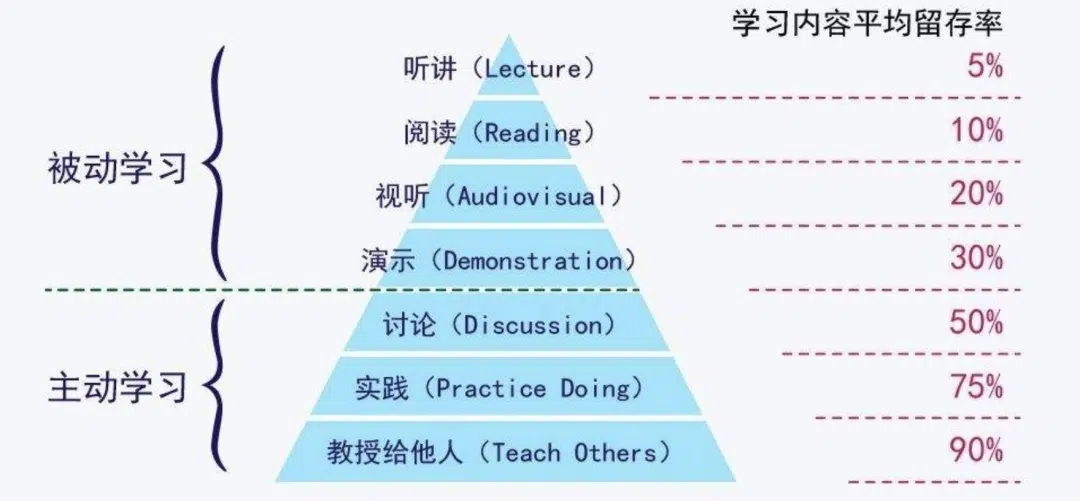 学习内容平均留存率
听讲（Lecture） 5%
阅读（Reading） 10%
被动学习
视听（Audiovisual） 20%
演示（Demonstration） 30%
讨论（Discussion） 50%
主动学习
实践（Practice Doing） 75%
教授给他人（Teach Others） 90%